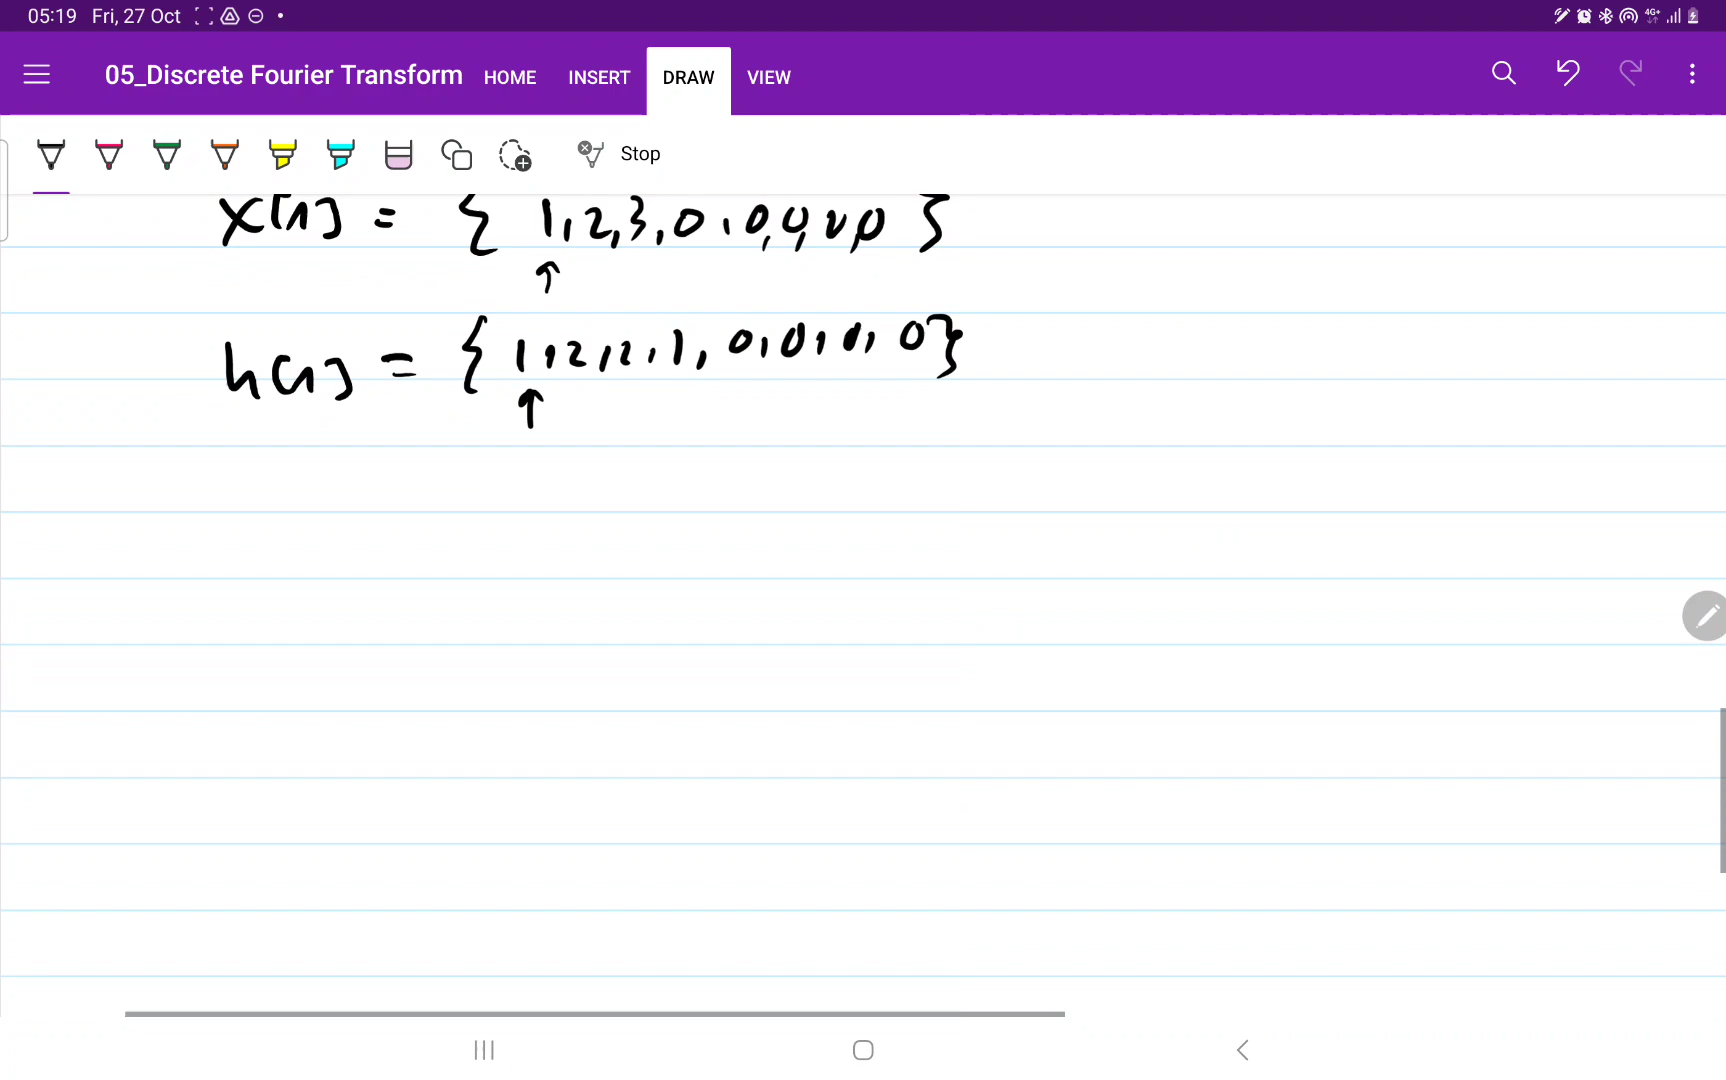 05:19 Fri, 27 Oct 4G+
05_Discrete Fourier Transform HOME INSERT DRAW VIEW
Stop
x[n] = { 1,2,3,0,0,0,0,0 }
↑
h[n] = { 1,2,2,1,0,0,0,0 }
↑